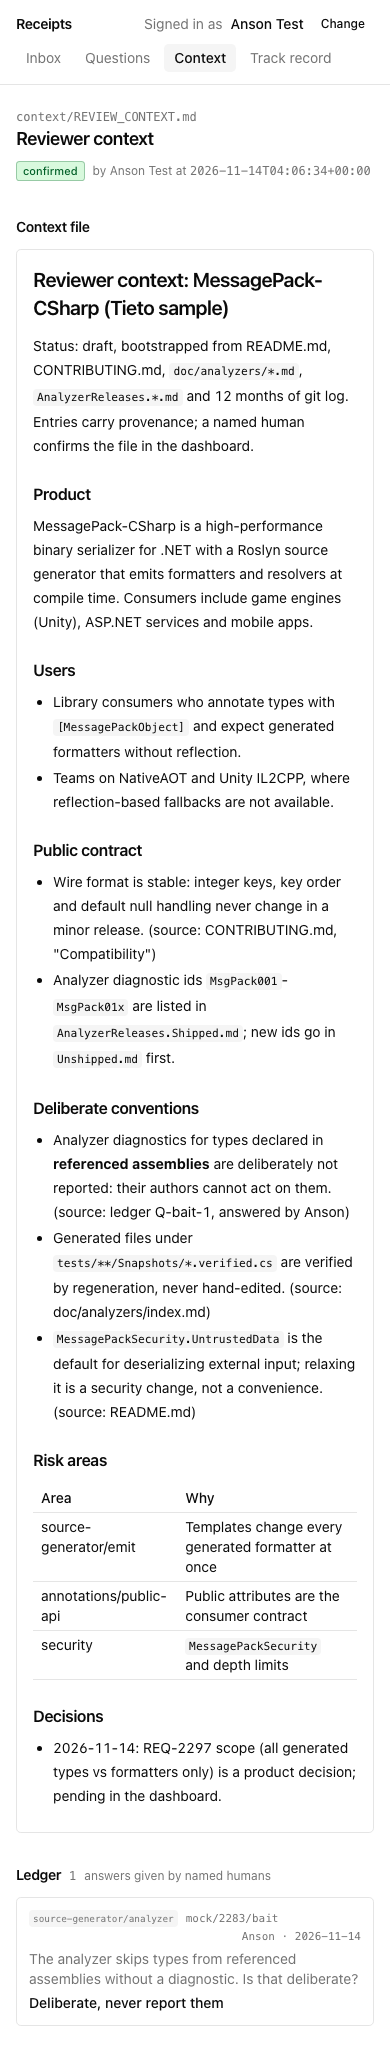 Receipts
Signed in as Anson Test Change
Inbox Questions Context Track record
context/REVIEW_CONTEXT.md
Reviewer context
confirmed by Anson Test at 2026-11-14T04:06:34+00:00
Context file
Reviewer context: MessagePack-
CSharp (Tieto sample)
Status: draft, bootstrapped from README.md,
CONTRIBUTING.md, doc/analyzers/*.md,
AnalyzerReleases.*.md and 12 months of git log.
Entries carry provenance; a named human
confirms the file in the dashboard.
Product
MessagePack-CSharp is a high-performance
binary serializer for .NET with a Roslyn source
generator that emits formatters and resolvers at
compile time. Consumers include game engines
(Unity), ASP.NET services and mobile apps.
Users
• Library consumers who annotate types with
[MessagePackObject] and expect generated
formatters without reflection.
• Teams on NativeAOT and Unity IL2CPP, where
reflection-based fallbacks are not available.
Public contract
• Wire format is stable: integer keys, key order
and default null handling never change in a
minor release. (source: CONTRIBUTING.md,
"Compatibility")
• Analyzer diagnostic ids MsgPack001-
MsgPack01x are listed in
AnalyzerReleases.Shipped.md; new ids go in
Unshipped.md first.
Deliberate conventions
• Analyzer diagnostics for types declared in
referenced assemblies are deliberately not
reported: their authors cannot act on them.
(source: ledger Q-bait-1, answered by Anson)
• Generated files under
tests/**/Snapshots/*.verified.cs are verified
by regeneration, never hand-edited. (source:
doc/analyzers/index.md)
• MessagePackSecurity.UntrustedData is the
default for deserializing external input; relaxing
it is a security change, not a convenience.
(source: README.md)
Risk areas
Area Why
source-
generator/emit
Templates change every
generated formatter at
once
annotations/public-
api
Public attributes are the
consumer contract
security
MessagePackSecurity
and depth limits
Decisions
• 2026-11-14: REQ-2297 scope (all generated
types vs formatters only) is a product decision;
pending in the dashboard.
Ledger 1 answers given by named humans
source-generator/analyzer mock/2283/bait
Anson · 2026-11-14
The analyzer skips types from referenced
assemblies without a diagnostic. Is that deliberate?
Deliberate, never report them